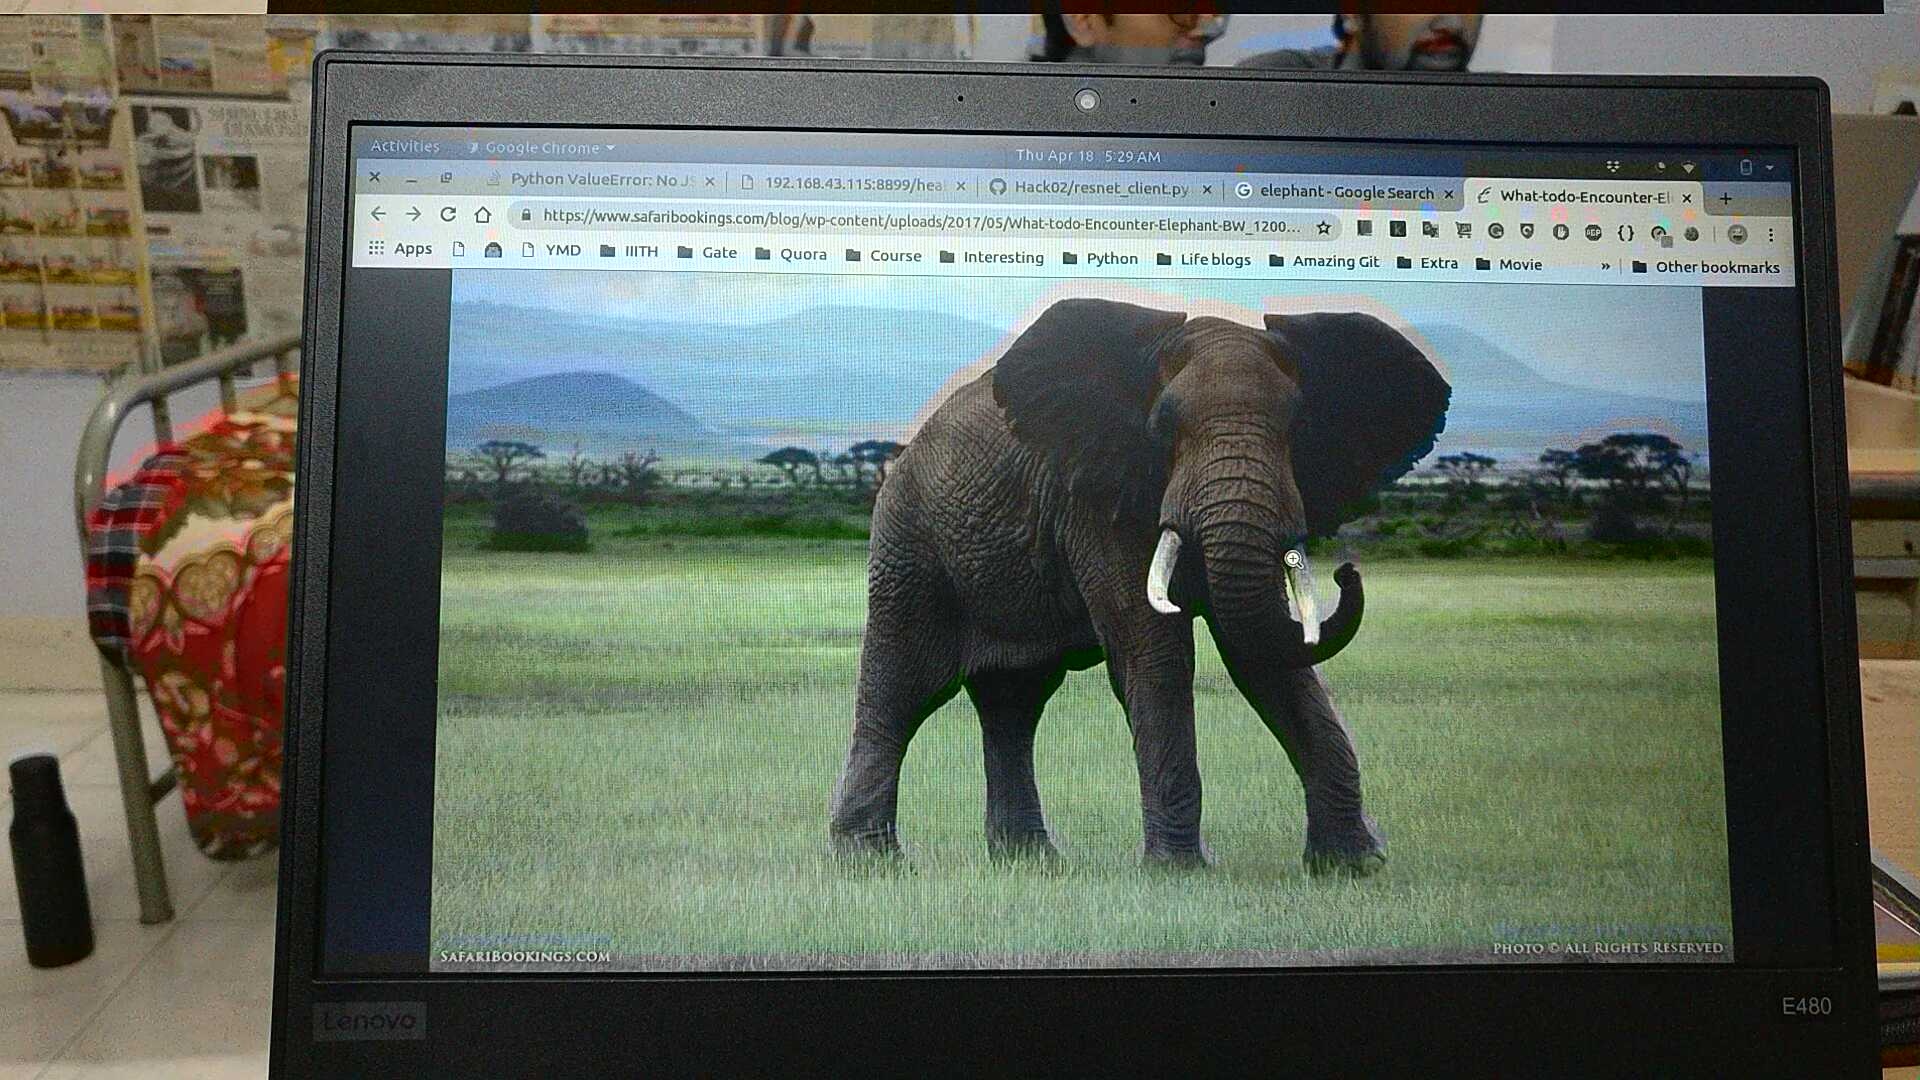 Activities
Google Chrome
Thu Apr 18 5:29 AM
Python ValueError: No JS
192.168.43.115:8899/heal
Hack02/resnet_client.py
elephant - Google Search
What-todo-Encounter-El
https://www.safaribookings.com/blog/wp-content/uploads/2017/05/What-todo-Encounter-Elephant-BW_1200...
Apps
YMD
IIITH
Gate
Quora
Course
Interesting
Python
Life blogs
Amazing Git
Extra
Movie
»
Other bookmarks
SAFARIBOOKINGS.COM
PHOTO © ALL RIGHTS RESERVED
Lenovo
E480